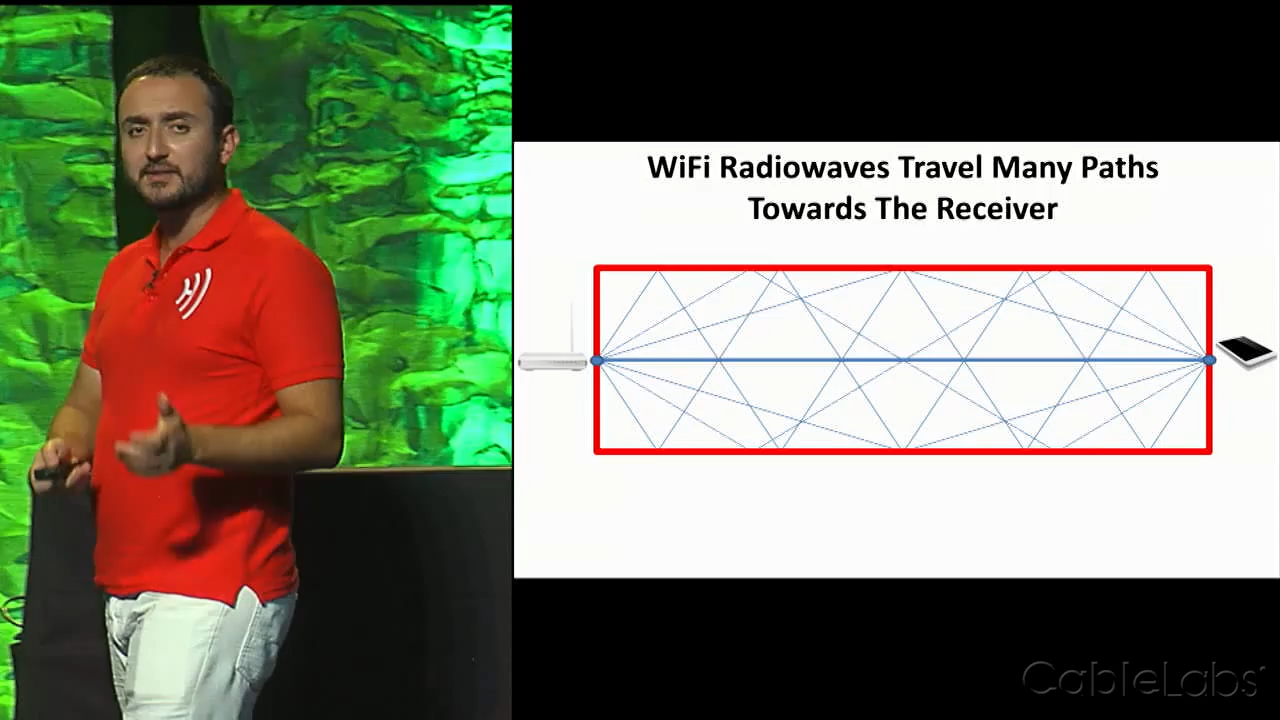 WiFi Radiowaves Travel Many Paths
Towards The Receiver
CableLabs